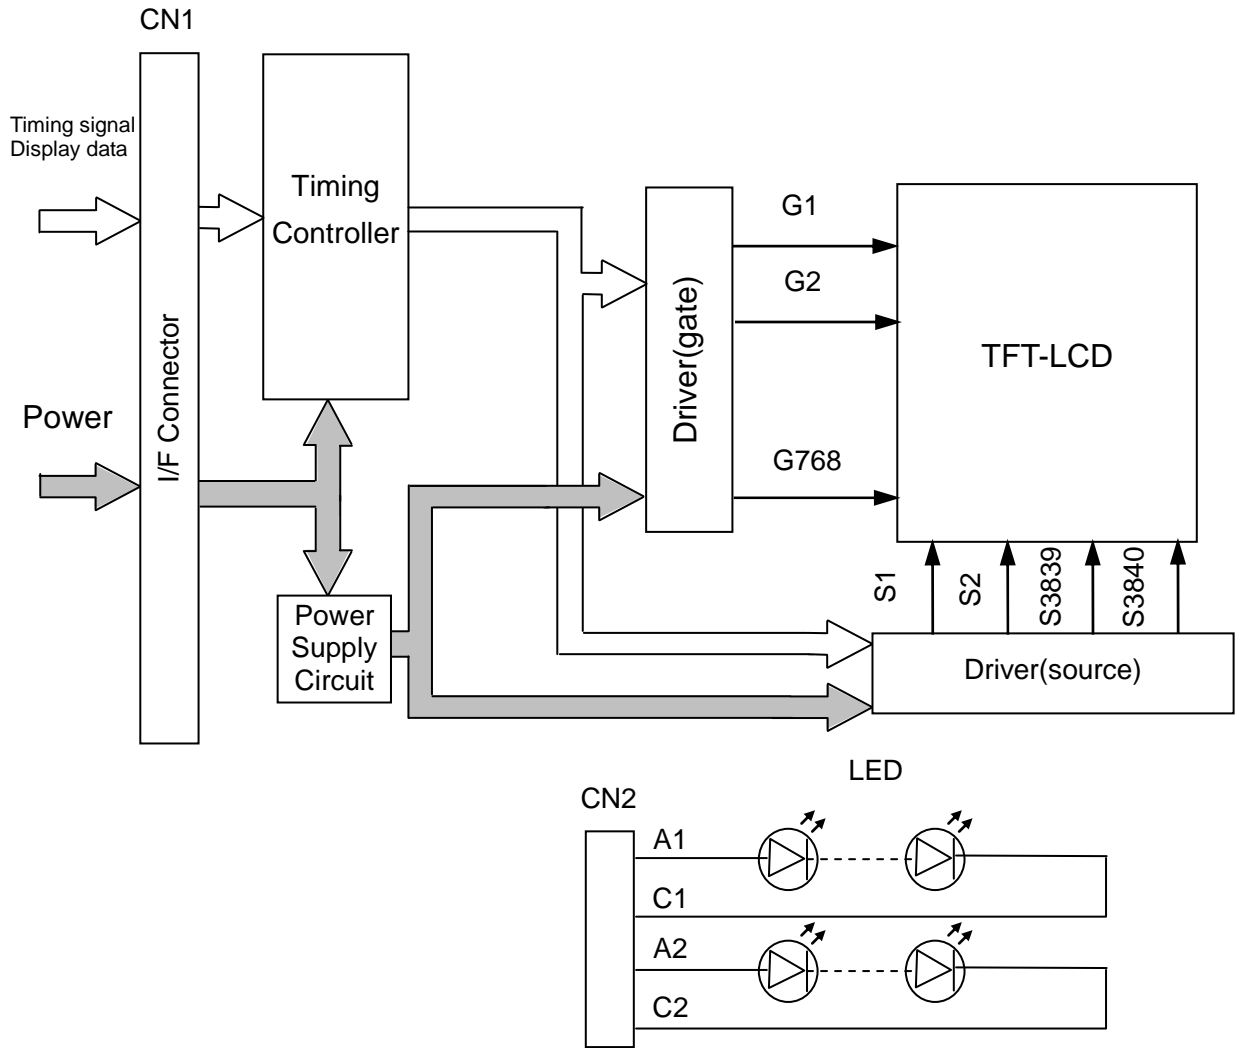 CN1
Timing signal
Display data
Power
I/F Connector
Timing
Controller
Power
Supply
Circuit
Driver(gate)
G1
G2
G768
TFT-LCD
S1
S2
S3839
S3840
Driver(source)
LED
CN2
A1
C1
A2
C2